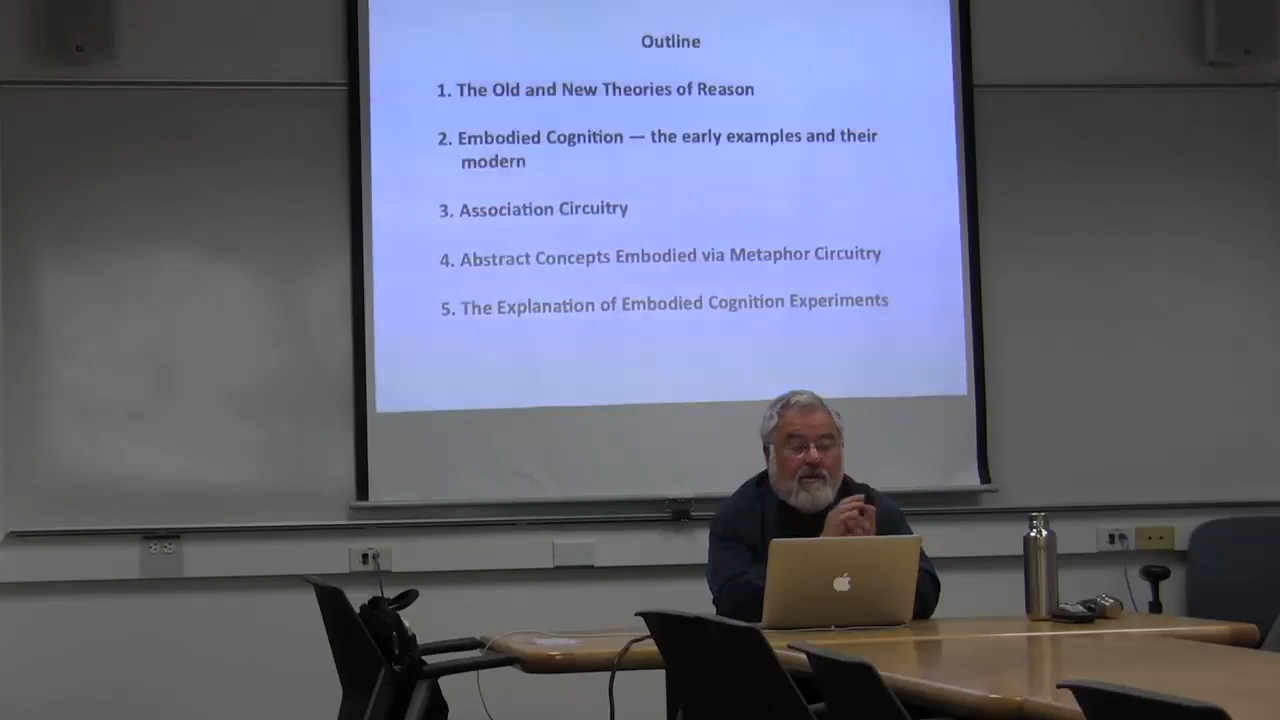 Outline
1. The Old and New Theories of Reason
2. Embodied Cognition — the early examples and their
modern
3. Association Circuitry
4. Abstract Concepts Embodied via Metaphor Circuitry
5. The Explanation of Embodied Cognition Experiments